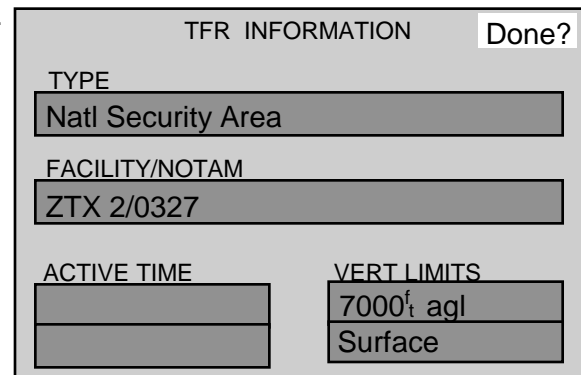 TFR INFORMATION Done?
TYPE
Natl Security Area
FACILITY/NOTAM
ZTX 2/0327
ACTIVE TIME VERT LIMITS
7000ft agl
Surface